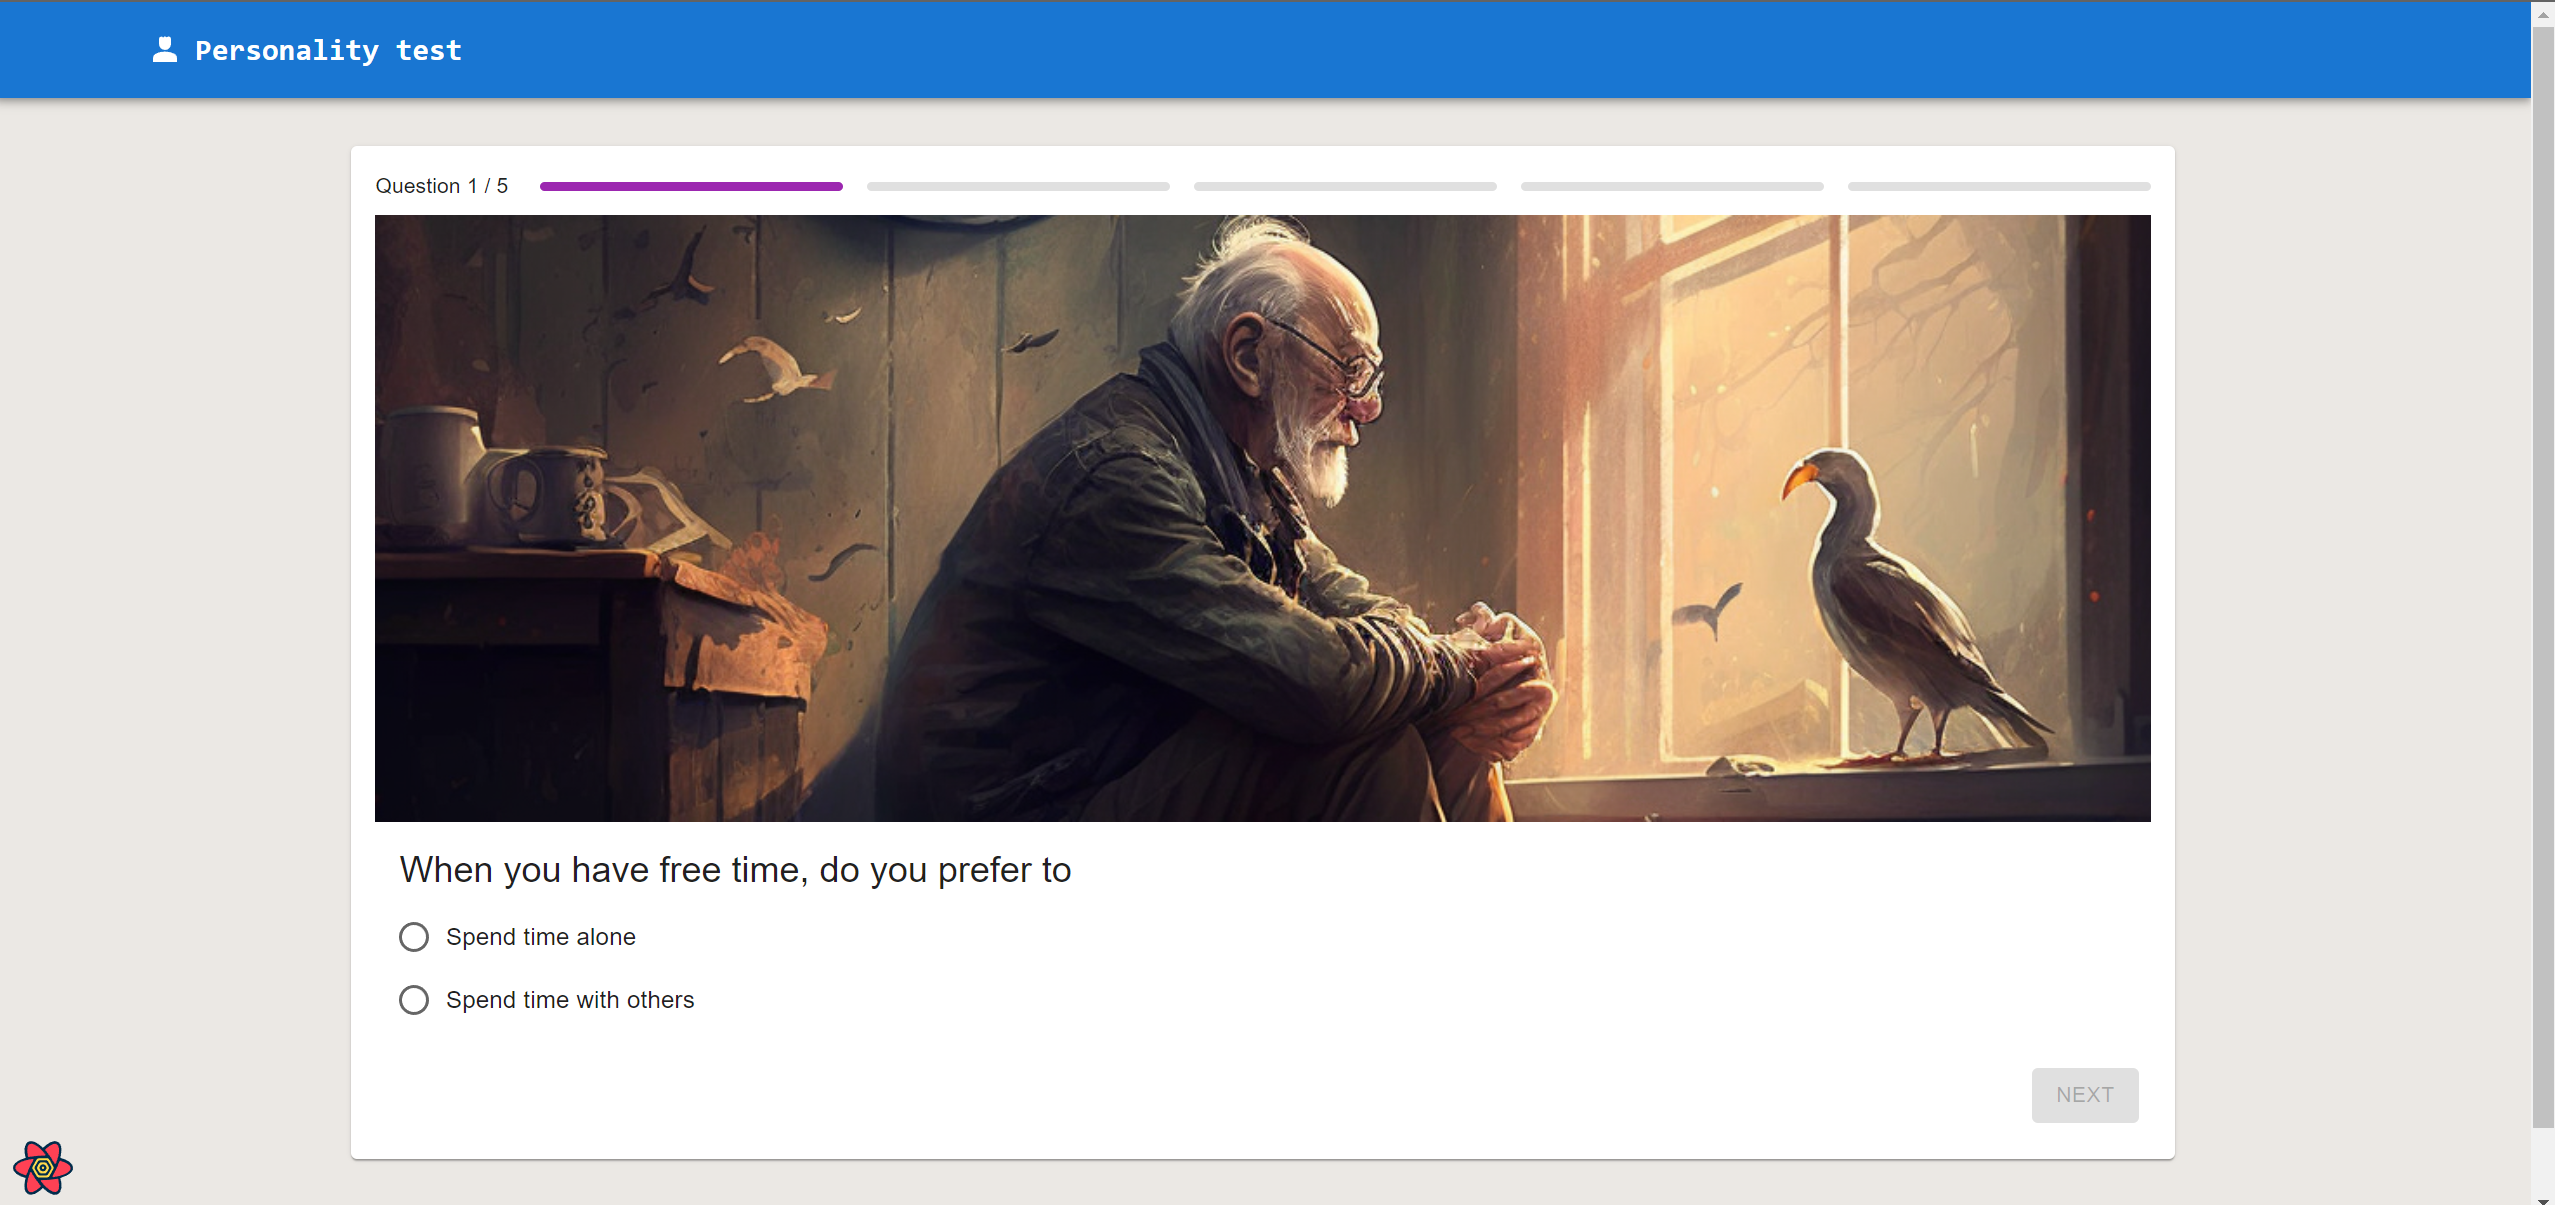 Personality test
Question 1 / 5
When you have free time, do you prefer to
Spend time alone
Spend time with others
NEXT